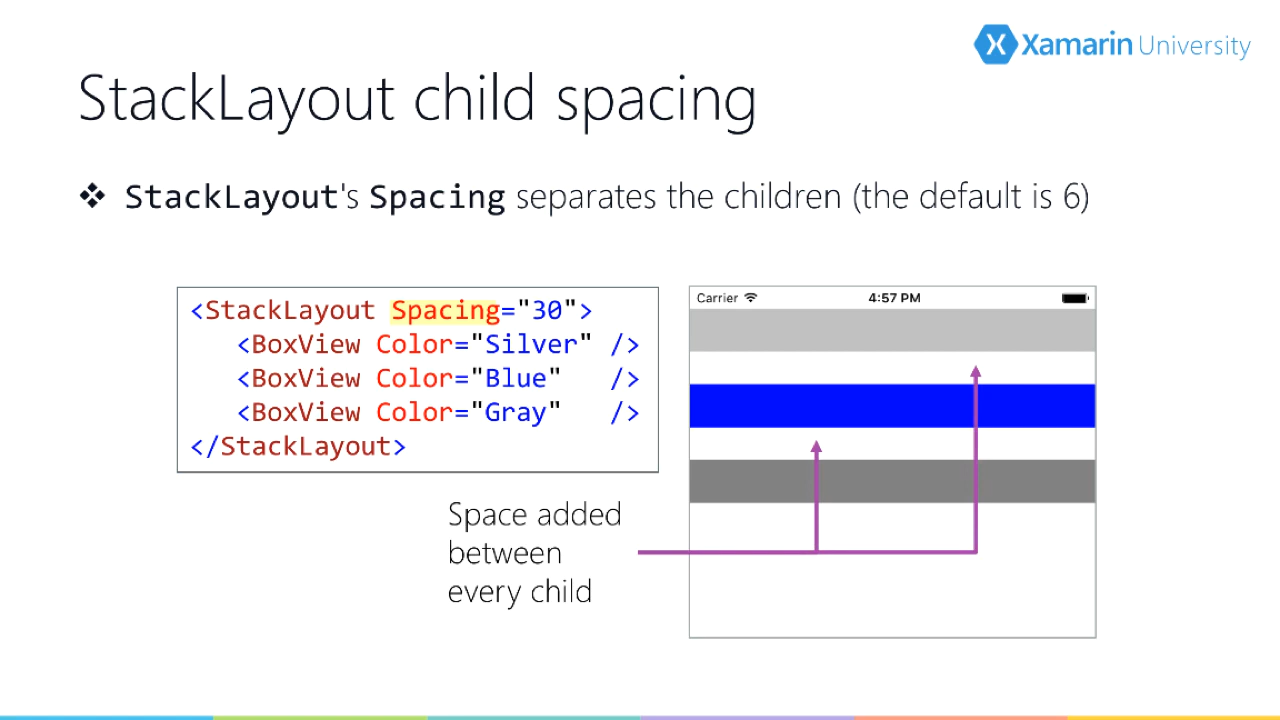 Xamarin University
StackLayout child spacing
❖ StackLayout's Spacing separates the children (the default is 6)
<StackLayout Spacing="30">
   <BoxView Color="Silver" />
   <BoxView Color="Blue"   />
   <BoxView Color="Gray"   />
</StackLayout>
Carrier 4:57 PM
Space added
between
every child